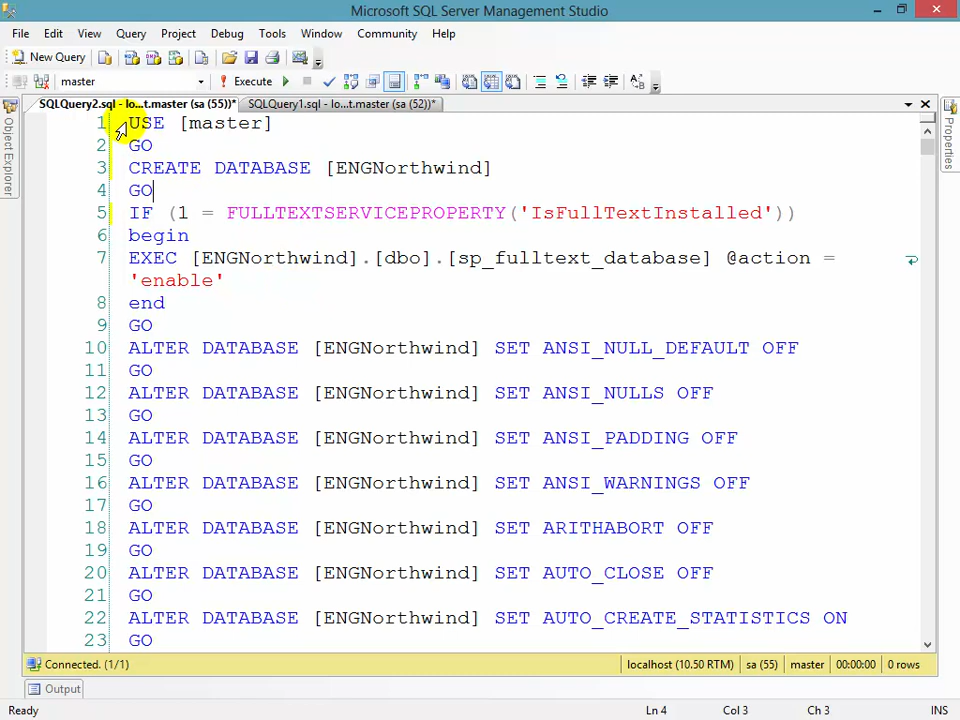 Microsoft SQL Server Management Studio
File Edit View Query Project Debug Tools Window Community Help
New Query
master Execute
SQLQuery2.sql - lo...t.master (sa (55))* SQLQuery1.sql - lo...t.master (sa (52))*
Object Explorer
Properties
1 USE [master]
2 GO
3 CREATE DATABASE [ENGNorthwind]
4 GO
5 IF (1 = FULLTEXTSERVICEPROPERTY('IsFullTextInstalled'))
6 begin
7 EXEC [ENGNorthwind].[dbo].[sp_fulltext_database] @action =
'enable'
8 end
9 GO
10 ALTER DATABASE [ENGNorthwind] SET ANSI_NULL_DEFAULT OFF
11 GO
12 ALTER DATABASE [ENGNorthwind] SET ANSI_NULLS OFF
13 GO
14 ALTER DATABASE [ENGNorthwind] SET ANSI_PADDING OFF
15 GO
16 ALTER DATABASE [ENGNorthwind] SET ANSI_WARNINGS OFF
17 GO
18 ALTER DATABASE [ENGNorthwind] SET ARITHABORT OFF
19 GO
20 ALTER DATABASE [ENGNorthwind] SET AUTO_CLOSE OFF
21 GO
22 ALTER DATABASE [ENGNorthwind] SET AUTO_CREATE_STATISTICS ON
23 GO
Connected. (1/1) localhost (10.50 RTM) sa (55) master 00:00:00 0 rows
Output
Ready Ln 4 Col 3 Ch 3 INS